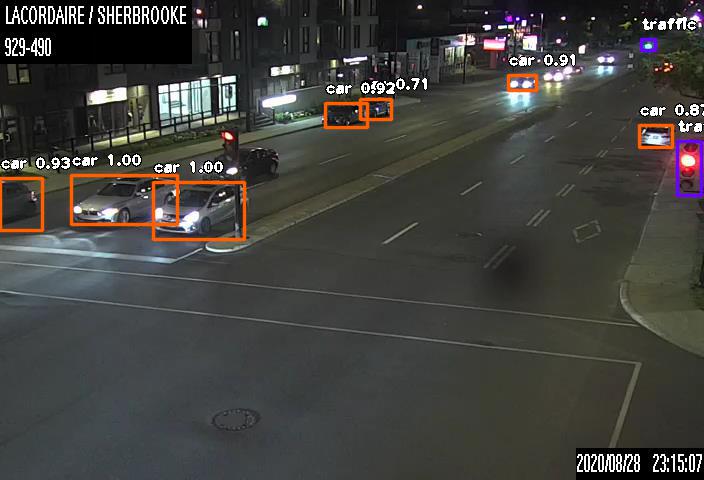 LACORDAIRE / SHERBROOKE
929-490
traffic
car 0.91
car 0.92
0.71
car 0.87
tra
car 0.93
car 1.00
car 1.00
2020/08/28 23:15:07